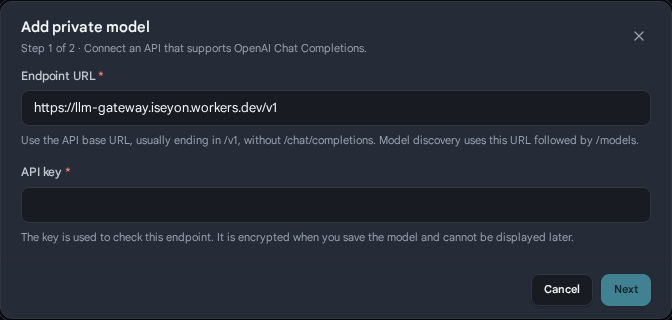 Add private model
Step 1 of 2 · Connect an API that supports OpenAI Chat Completions.
Endpoint URL *
https://llm-gateway.iseyon.workers.dev/v1
Use the API base URL, usually ending in /v1, without /chat/completions. Model discovery uses this URL followed by /models.
API key *
The key is used to check this endpoint. It is encrypted when you save the model and cannot be displayed later.
Cancel
Next